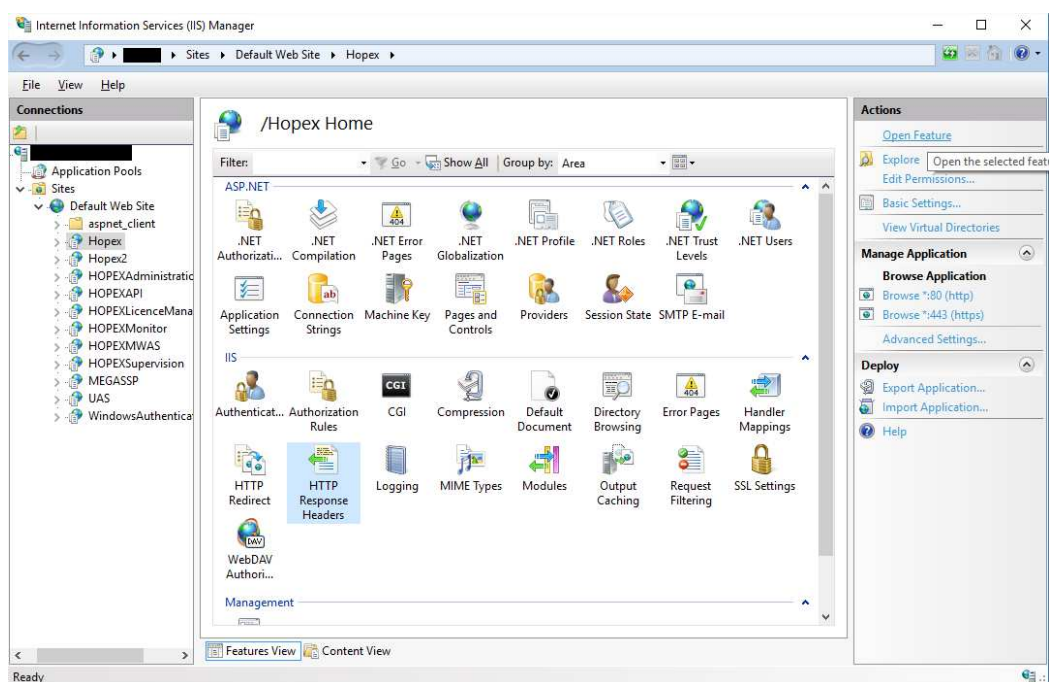 Internet Information Services (IIS) Manager
Sites Default Web Site Hopex
File View Help
Connections
Application Pools
Sites
Default Web Site
aspnet_client
Hopex
Hopex2
HOPEXAdministratic
HOPEXAPI
HOPEXLicenceMana
HOPEXMonitor
HOPEXMWAS
HOPEXSupervision
MEGASSP
UAS
WindowsAuthentica
/Hopex Home
Filter: Go Show All Group by: Area
ASP.NET
.NET Authorizati...
.NET Compilation
.NET Error Pages
.NET Globalization
.NET Profile
.NET Roles
.NET Trust Levels
.NET Users
Application Settings
Connection Strings
Machine Key
Pages and Controls
Providers
Session State
SMTP E-mail
IIS
Authenticat...
Authorization Rules
CGI
Compression
Default Document
Directory Browsing
Error Pages
Handler Mappings
HTTP Redirect
HTTP Response Headers
Logging
MIME Types
Modules
Output Caching
Request Filtering
SSL Settings
WebDAV Authori...
Management
Features View Content View
Actions
Open Feature
Explore
Open the selected featu
Edit Permissions...
Basic Settings...
View Virtual Directories
Manage Application
Browse Application
Browse *:80 (http)
Browse *:443 (https)
Advanced Settings...
Deploy
Export Application...
Import Application...
Help
Ready